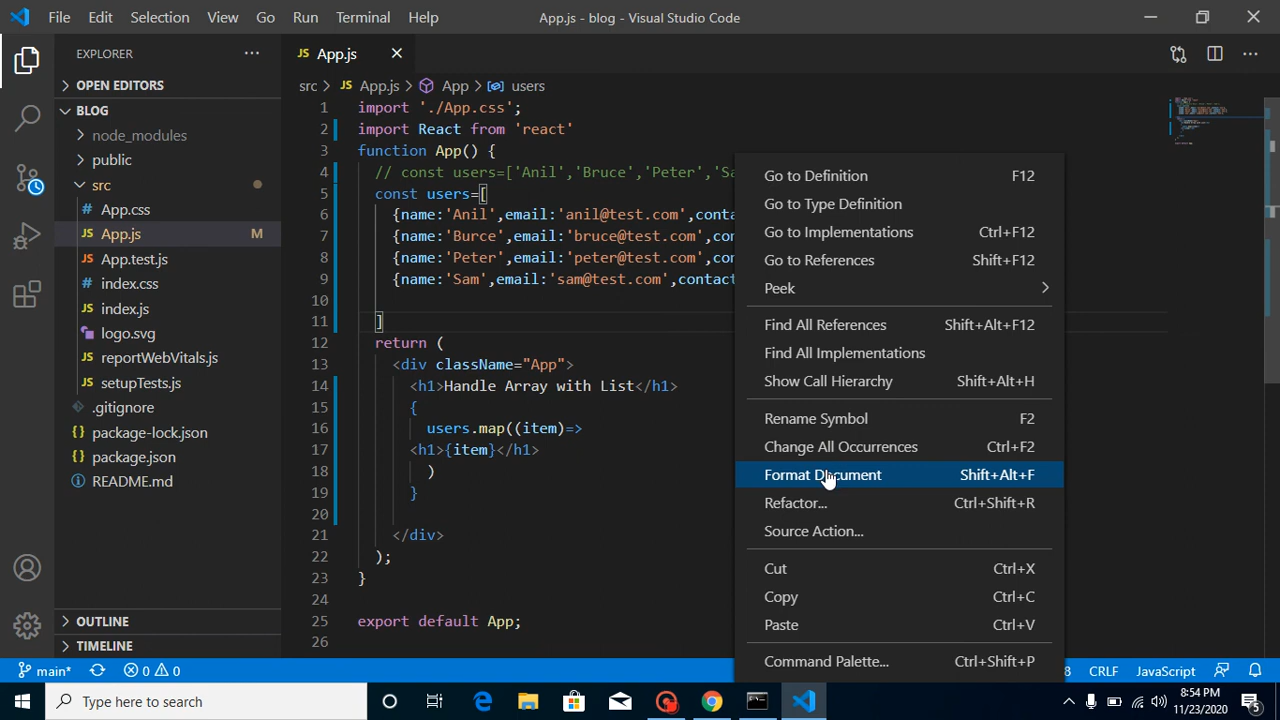 File Edit Selection View Go Run Terminal Help App.js - blog - Visual Studio Code
EXPLORER
OPEN EDITORS
BLOG
node_modules
public
src
# App.css
JS App.js M
JS App.test.js
# index.css
JS index.js
logo.svg
JS reportWebVitals.js
JS setupTests.js
.gitignore
{} package-lock.json
{} package.json
README.md
OUTLINE
TIMELINE
JS App.js
src > JS App.js > App > users
1 import './App.css';
2 import React from 'react'
3 function App() {
4 // const users=['Anil','Bruce','Peter','Sa
5 const users=[
6 {name:'Anil',email:'anil@test.com',conta
7 {name:'Burce',email:'bruce@test.com',con
8 {name:'Peter',email:'peter@test.com',con
9 {name:'Sam',email:'sam@test.com',contact
10
11 ]
12 return (
13 <div className="App">
14 <h1>Handle Array with List</h1>
15 {
16 users.map((item)=>
17 <h1>{item}</h1>
18 )
19 }
20
21 </div>
22 );
23 }
24
25 export default App;
26
Go to Definition F12
Go to Type Definition
Go to Implementations Ctrl+F12
Go to References Shift+F12
Peek
Find All References Shift+Alt+F12
Find All Implementations
Show Call Hierarchy Shift+Alt+H
Rename Symbol F2
Change All Occurrences Ctrl+F2
Format Document Shift+Alt+F
Refactor... Ctrl+Shift+R
Source Action...
Cut Ctrl+X
Copy Ctrl+C
Paste Ctrl+V
Command Palette... Ctrl+Shift+P
main* 0 0 8 CRLF JavaScript
Type here to search
8:54 PM
11/23/2020
5